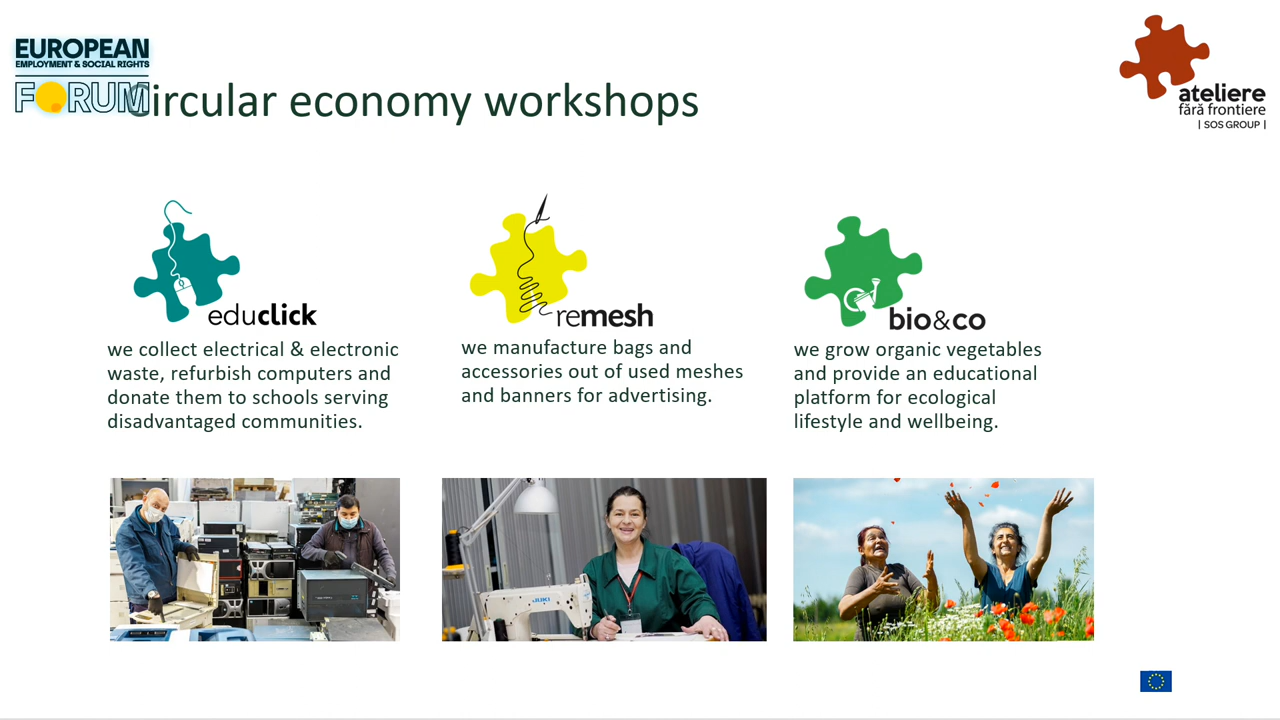 EUROPEAN
EMPLOYMENT & SOCIAL RIGHTS
FORUM
Circular economy workshops
ateliere
fără frontiere
| SOS GROUP |
educlick
we collect electrical & electronic
waste, refurbish computers and
donate them to schools serving
disadvantaged communities.
remesh
we manufacture bags and
accessories out of used meshes
and banners for advertising.
bio&co
we grow organic vegetables
and provide an educational
platform for ecological
lifestyle and wellbeing.
JUKI